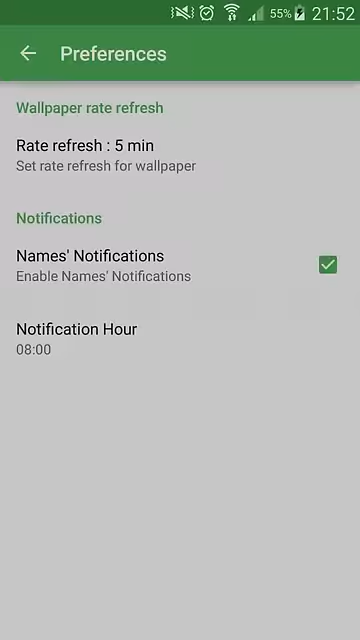 55% 21:52
Preferences
Wallpaper rate refresh
Rate refresh : 5 min
Set rate refresh for wallpaper
Notifications
Names' Notifications
Enable Names' Notifications
Notification Hour
08:00